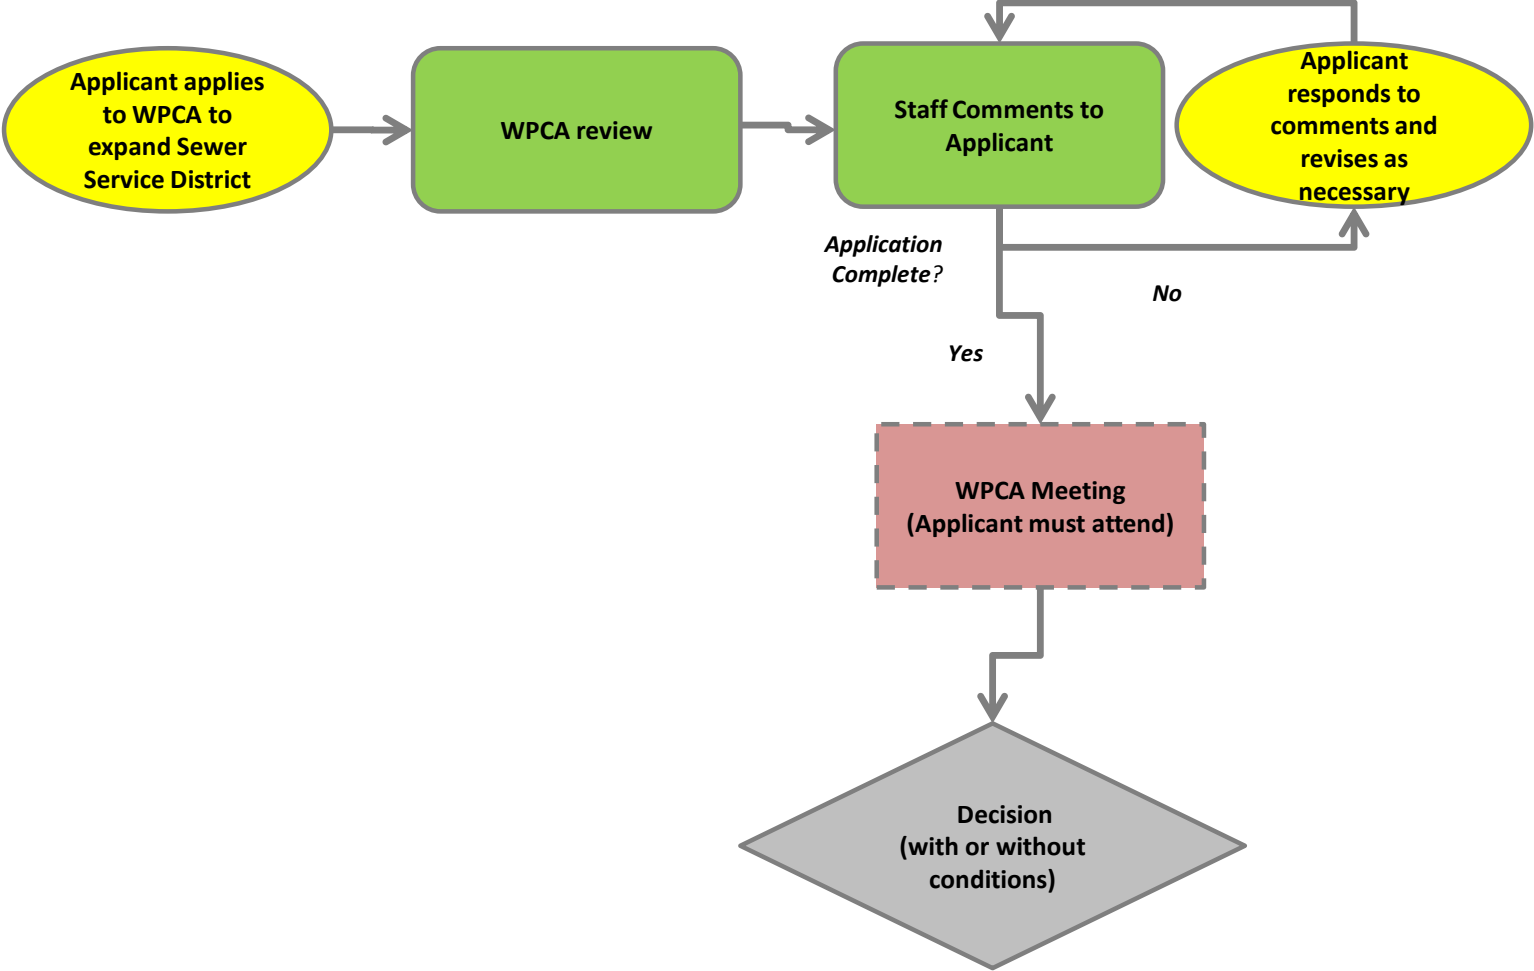 Applicant applies
to WPCA to
expand Sewer
Service District
WPCA review
Staff Comments to
Applicant
Applicant
responds to
comments and
revises as
necessary
Application
Complete?
No
Yes
WPCA Meeting
(Applicant must attend)
Decision
(with or without
conditions)